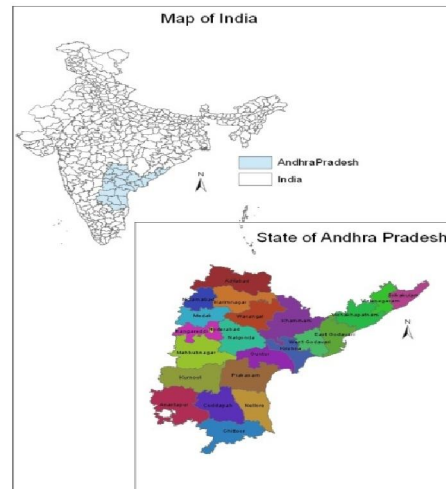 Map of India
N
AndhraPradesh
India
State of Andhra Pradesh
Adilabad
Nizamabad
Karimnagar
Medak
Warangal
Khammam
Srikakulam
Vizianagaram
Visakhapatnam
N
Rangareddi
Hyderabad
Nalgonda
East Godavari
West Godavari
Mahbubnagar
Guntur
Krishna
Kurnool
Prakasam
Anantapur
Cuddapah
Nellore
Chittoor